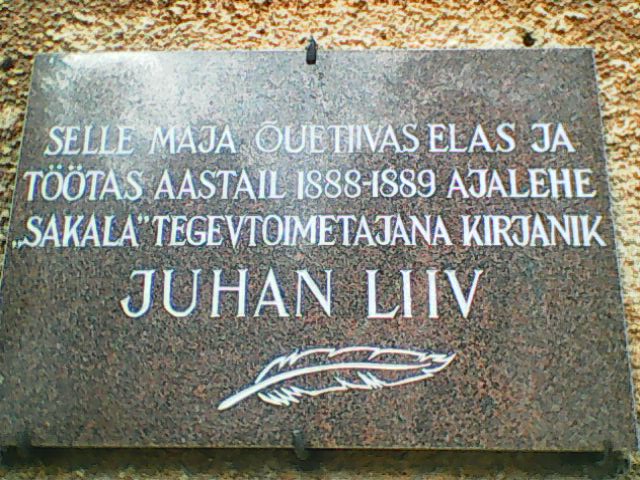 SELLE MAJA ÕUETIIVAS ELAS JA
TÖÖTAS AASTAIL 1888-1889 AJALEHE
„SAKALA” TEGEVTOIMETAJANA KIRJANIK
JUHAN LIIV